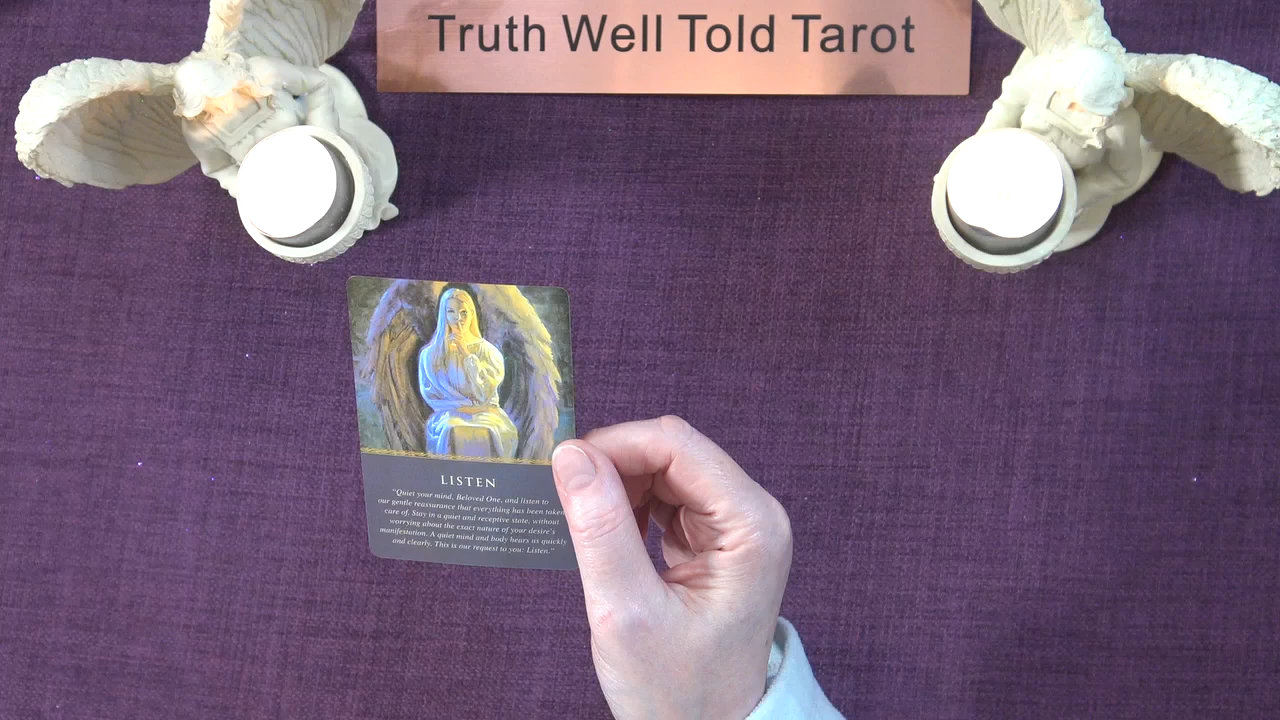 Truth Well Told Tarot
LISTEN
"Quiet your mind, Beloved One, and listen to
our gentle reassurance that everything has been taken
care of. Stay in a quiet and receptive state, without
worrying about the exact nature of your desire's
manifestation. A quiet mind and body hears us quickly
and clearly. This is our request to you: Listen."